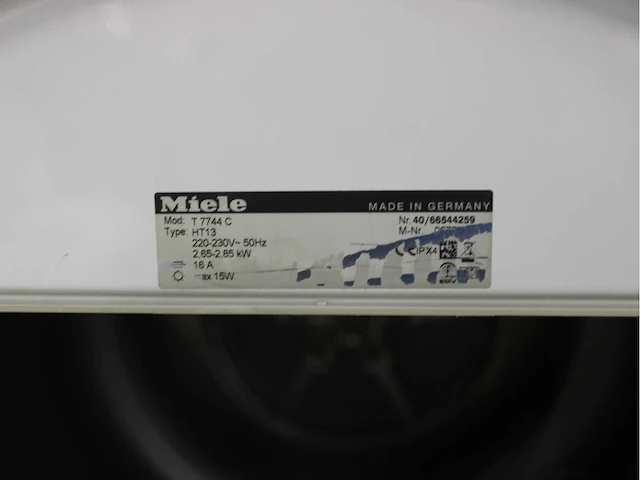 Miele MADE IN GERMANY
Mod: T 7744 C Nr. 40/66544259
Type: HT13 M-Nr.
220-230V~ 50Hz
2,65-2,85 kW IPX4
16 A
15W